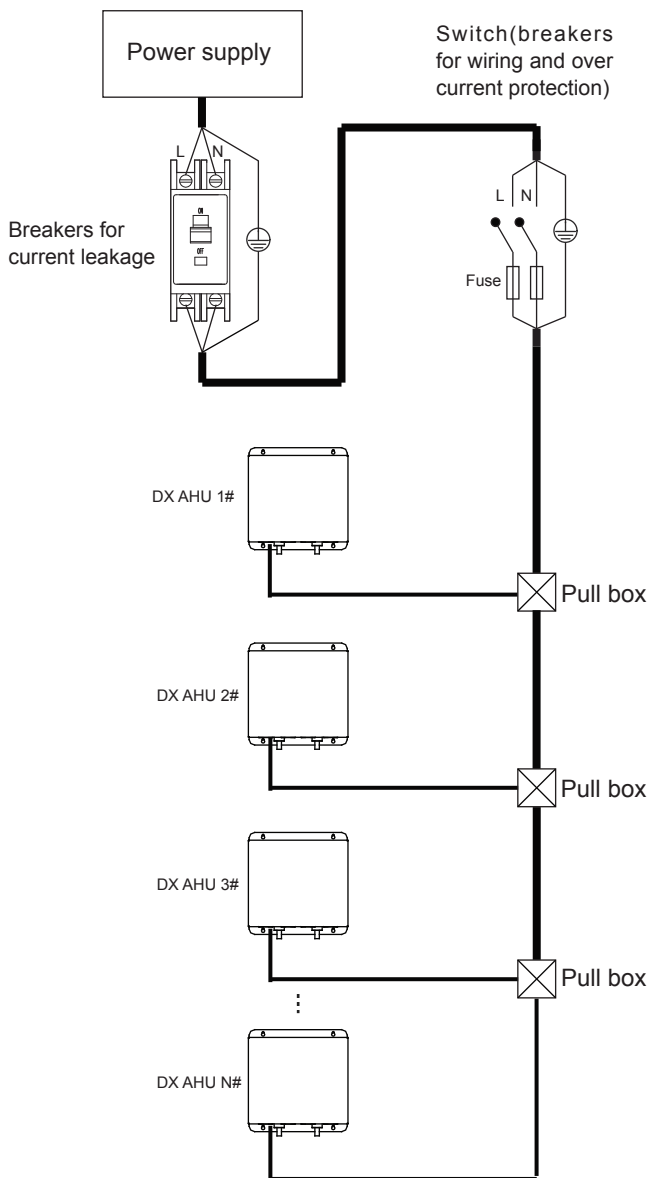 Power supply
Switch(breakers
for wiring and over
current protection)
L N
ON
OFF
Breakers for
current leakage
L N
Fuse
DX AHU 1#
Pull box
DX AHU 2#
Pull box
DX AHU 3#
Pull box
DX AHU N#